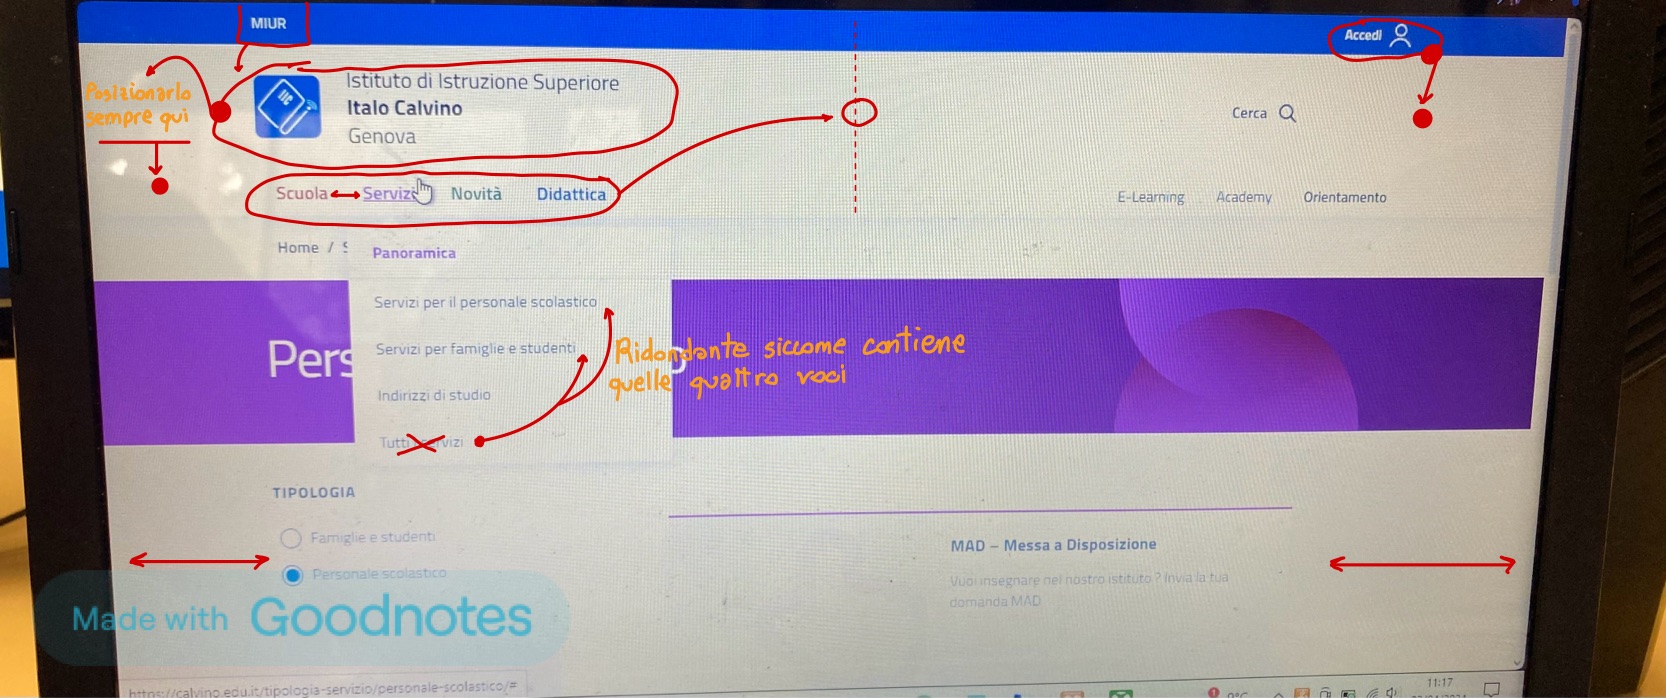 MIUR
Accedi
Posizionarlo
sempre qui
Istituto di Istruzione Superiore
Italo Calvino
Genova
Cerca
Scuola Servizi Novità Didattica
E-Learning Academy Orientamento
Home /
Panoramica
Servizi per il personale scolastico
Pers
Servizi per famiglie e studenti
Ridondante siccome contiene
quelle quattro voci
Indirizzi di studio
Tutti servizi
TIPOLOGIA
Famiglie e studenti
Personale scolastico
MAD – Messa a Disposizione
Vuoi insegnare nel nostro istituto ? Invia la tua
domanda MAD
Made with Goodnotes
https://calvino.edu.it/tipologia-servizio/personale-scolastico/#
11:17